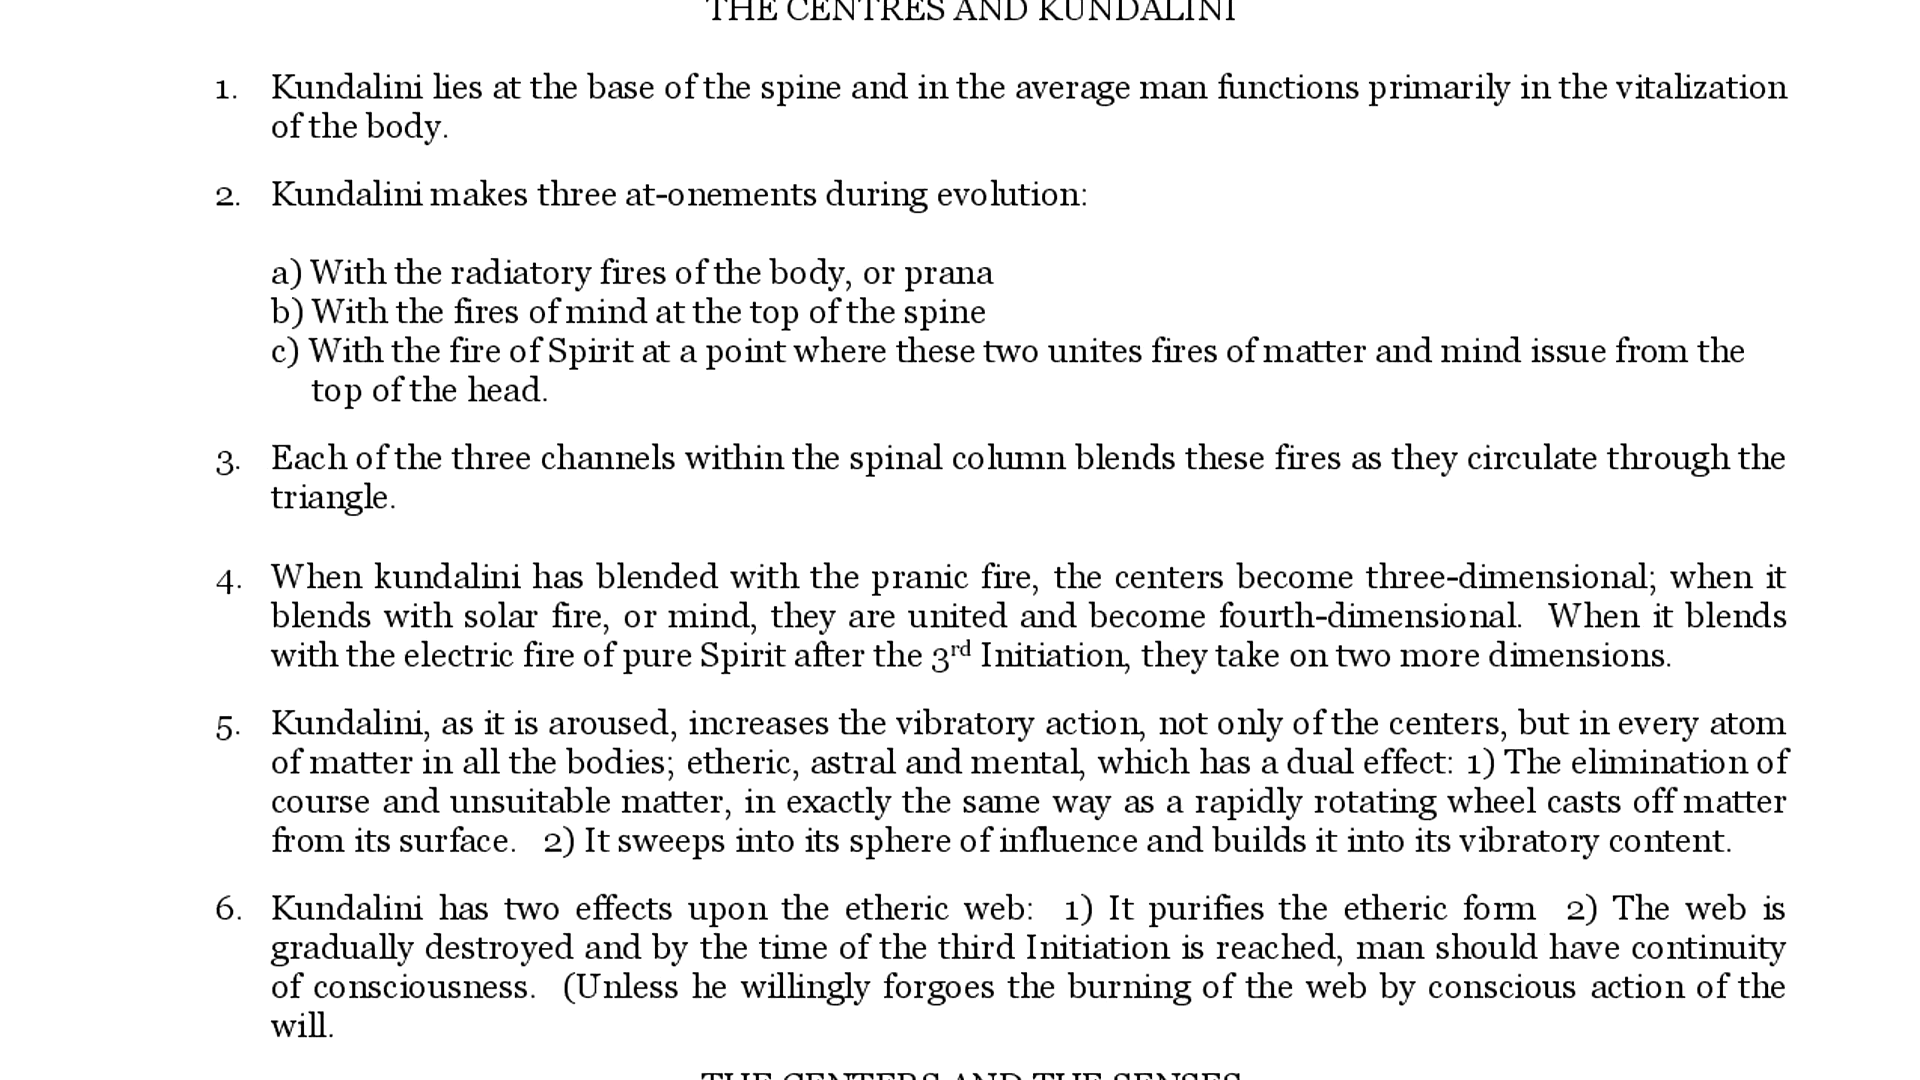 THE CENTRES AND KUNDALINI
1. Kundalini lies at the base of the spine and in the average man functions primarily in the vitalization
of the body.
2. Kundalini makes three at-onements during evolution:
a) With the radiatory fires of the body, or prana
b) With the fires of mind at the top of the spine
c) With the fire of Spirit at a point where these two unites fires of matter and mind issue from the
top of the head.
3. Each of the three channels within the spinal column blends these fires as they circulate through the
triangle.
4. When kundalini has blended with the pranic fire, the centers become three-dimensional; when it
blends with solar fire, or mind, they are united and become fourth-dimensional. When it blends
with the electric fire of pure Spirit after the 3rd Initiation, they take on two more dimensions.
5. Kundalini, as it is aroused, increases the vibratory action, not only of the centers, but in every atom
of matter in all the bodies; etheric, astral and mental, which has a dual effect: 1) The elimination of
course and unsuitable matter, in exactly the same way as a rapidly rotating wheel casts off matter
from its surface. 2) It sweeps into its sphere of influence and builds it into its vibratory content.
6. Kundalini has two effects upon the etheric web: 1) It purifies the etheric form 2) The web is
gradually destroyed and by the time of the third Initiation is reached, man should have continuity
of consciousness. (Unless he willingly forgoes the burning of the web by conscious action of the
will.
THE CENTERS AND THE SENSES